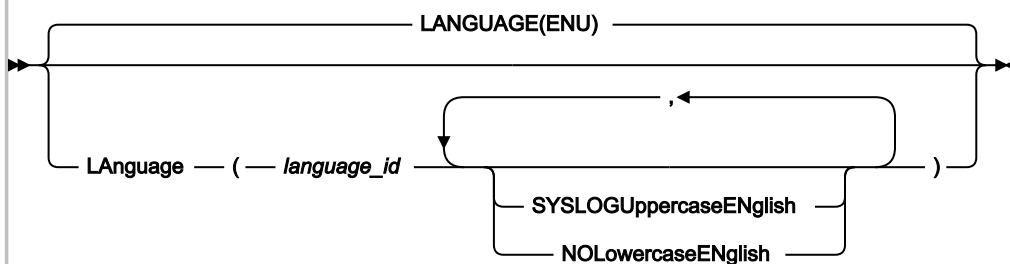 LANGUAGE(ENU)
,
LAnguage ( language_id )
SYSLOGUppercaseENglish
NOLowercaseENglish